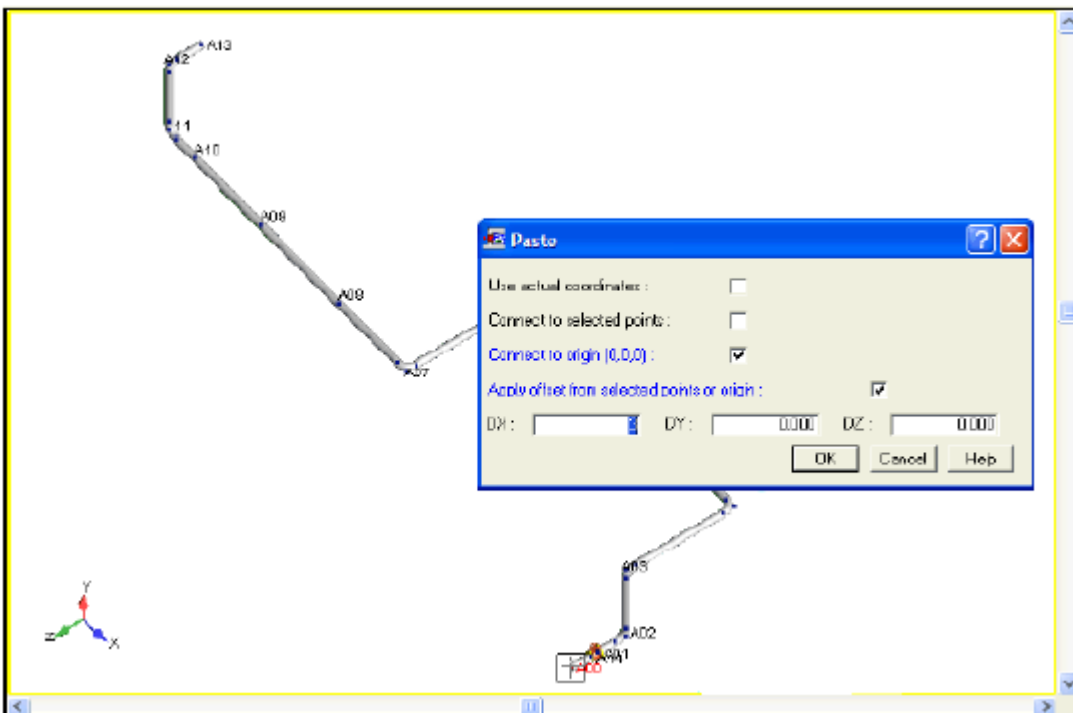 A13
A12
11
A10
A09
A08
A07
Paste
Use actual coordinates :
Connect to selected points :
Connect to origin (0,0,0) :
Apply offset from selected points or origin :
DX : DY : 0.000 DZ : 0.000
OK Cancel Help
A03
A02
A00
Y
Z
X